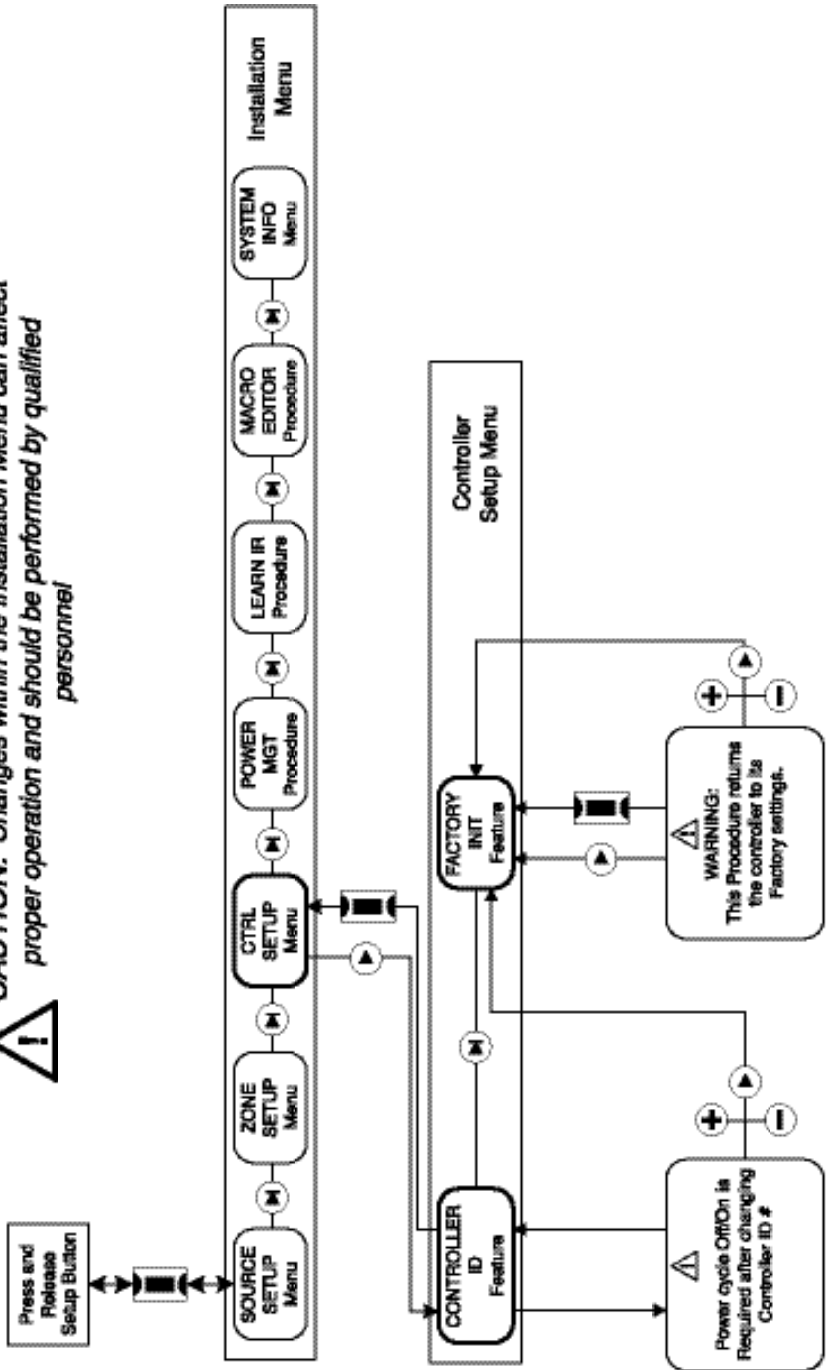 CAUTION: Changes within the Installation Menu can affect
proper operation and should be performed by qualified
personnel
Press and
Release
Setup Button
SOURCE
SETUP
Menu
ZONE
SETUP
Menu
CTRL
SETUP
Menu
POWER
MGT
Procedure
LEARN IR
Procedure
MACRO
EDITOR
Procedure
SYSTEM
INFO
Menu
Installation
Menu
CONTROLLER
ID
Feature
FACTORY
INIT
Feature
Controller
Setup Menu
Power cycle Off/On is
Required after changing
Controller ID #
WARNING:
This Procedure returns
the controller to its
Factory settings.